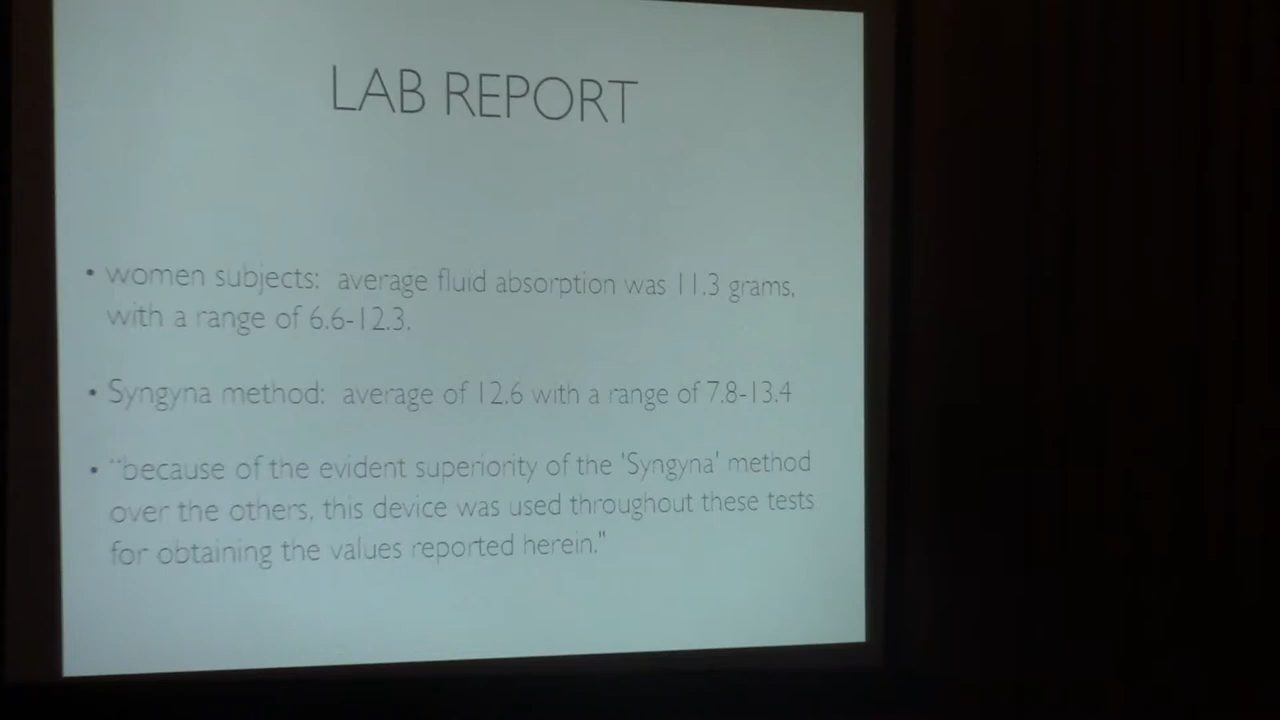 LAB REPORT
• women subjects: average fluid absorption was 11.3 grams,
with a range of 6.6-12.3.
• Syngyna method: average of 12.6 with a range of 7.8-13.4
• "because of the evident superiority of the 'Syngyna' method
over the others, this device was used throughout these tests
for obtaining the values reported herein."